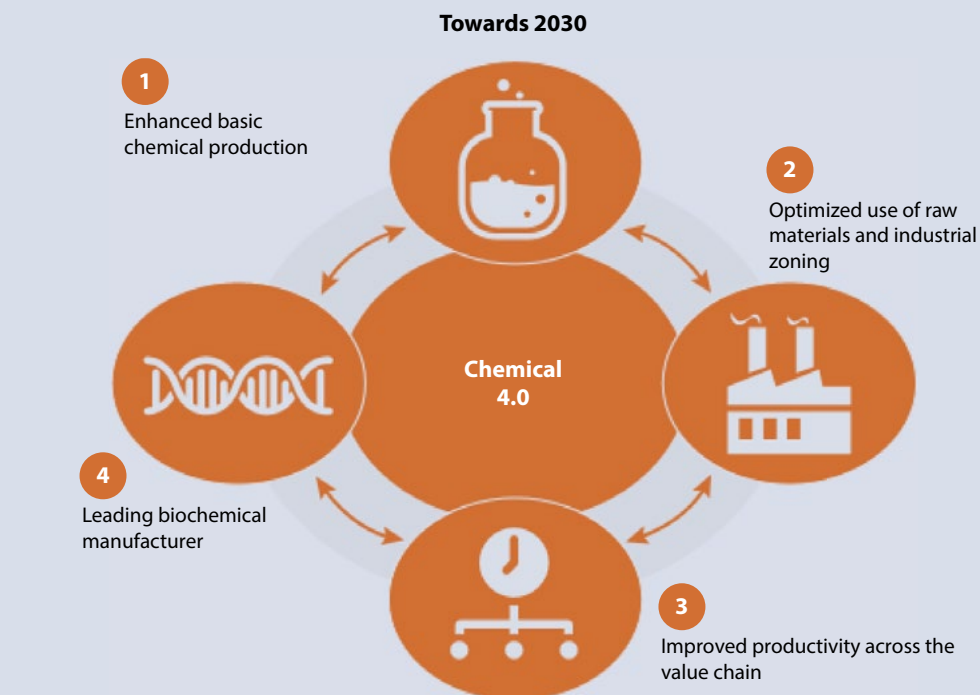 Towards 2030
1
Enhanced basic
chemical production
2
Optimized use of raw
materials and industrial
zoning
Chemical
4.0
4
Leading biochemical
manufacturer
3
Improved productivity across the
value chain